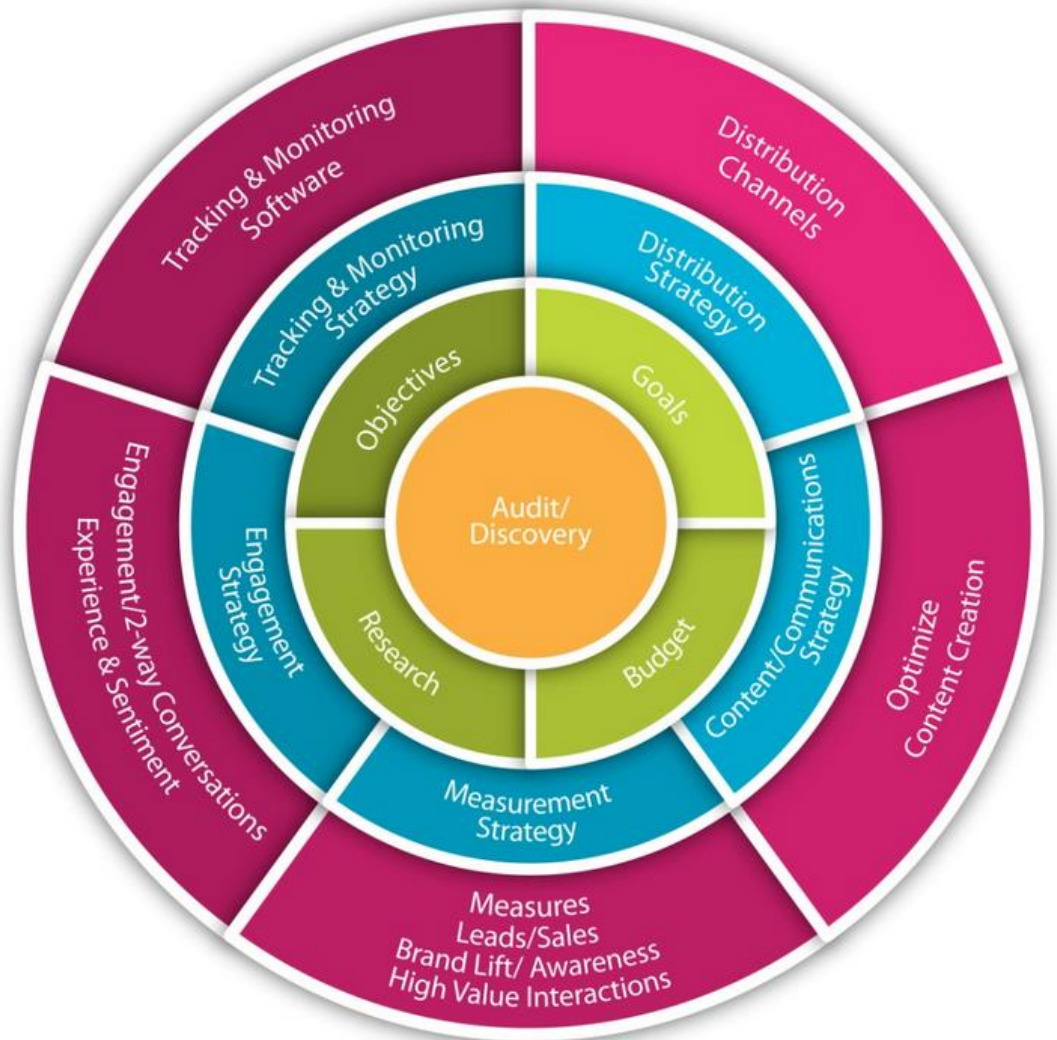 Tracking & Monitoring
Software
Distribution
Channels
Tracking & Monitoring
Strategy
Distribution
Strategy
Objectives
Goals
Audit/
Discovery
Engagement/2-way Conversations
Experience & Sentiment
Engagement
Strategy
Research
Budget
Content/Communications
Strategy
Optimize
Content Creation
Measurement
Strategy
Measures
Leads/Sales
Brand Lift/ Awareness
High Value Interactions